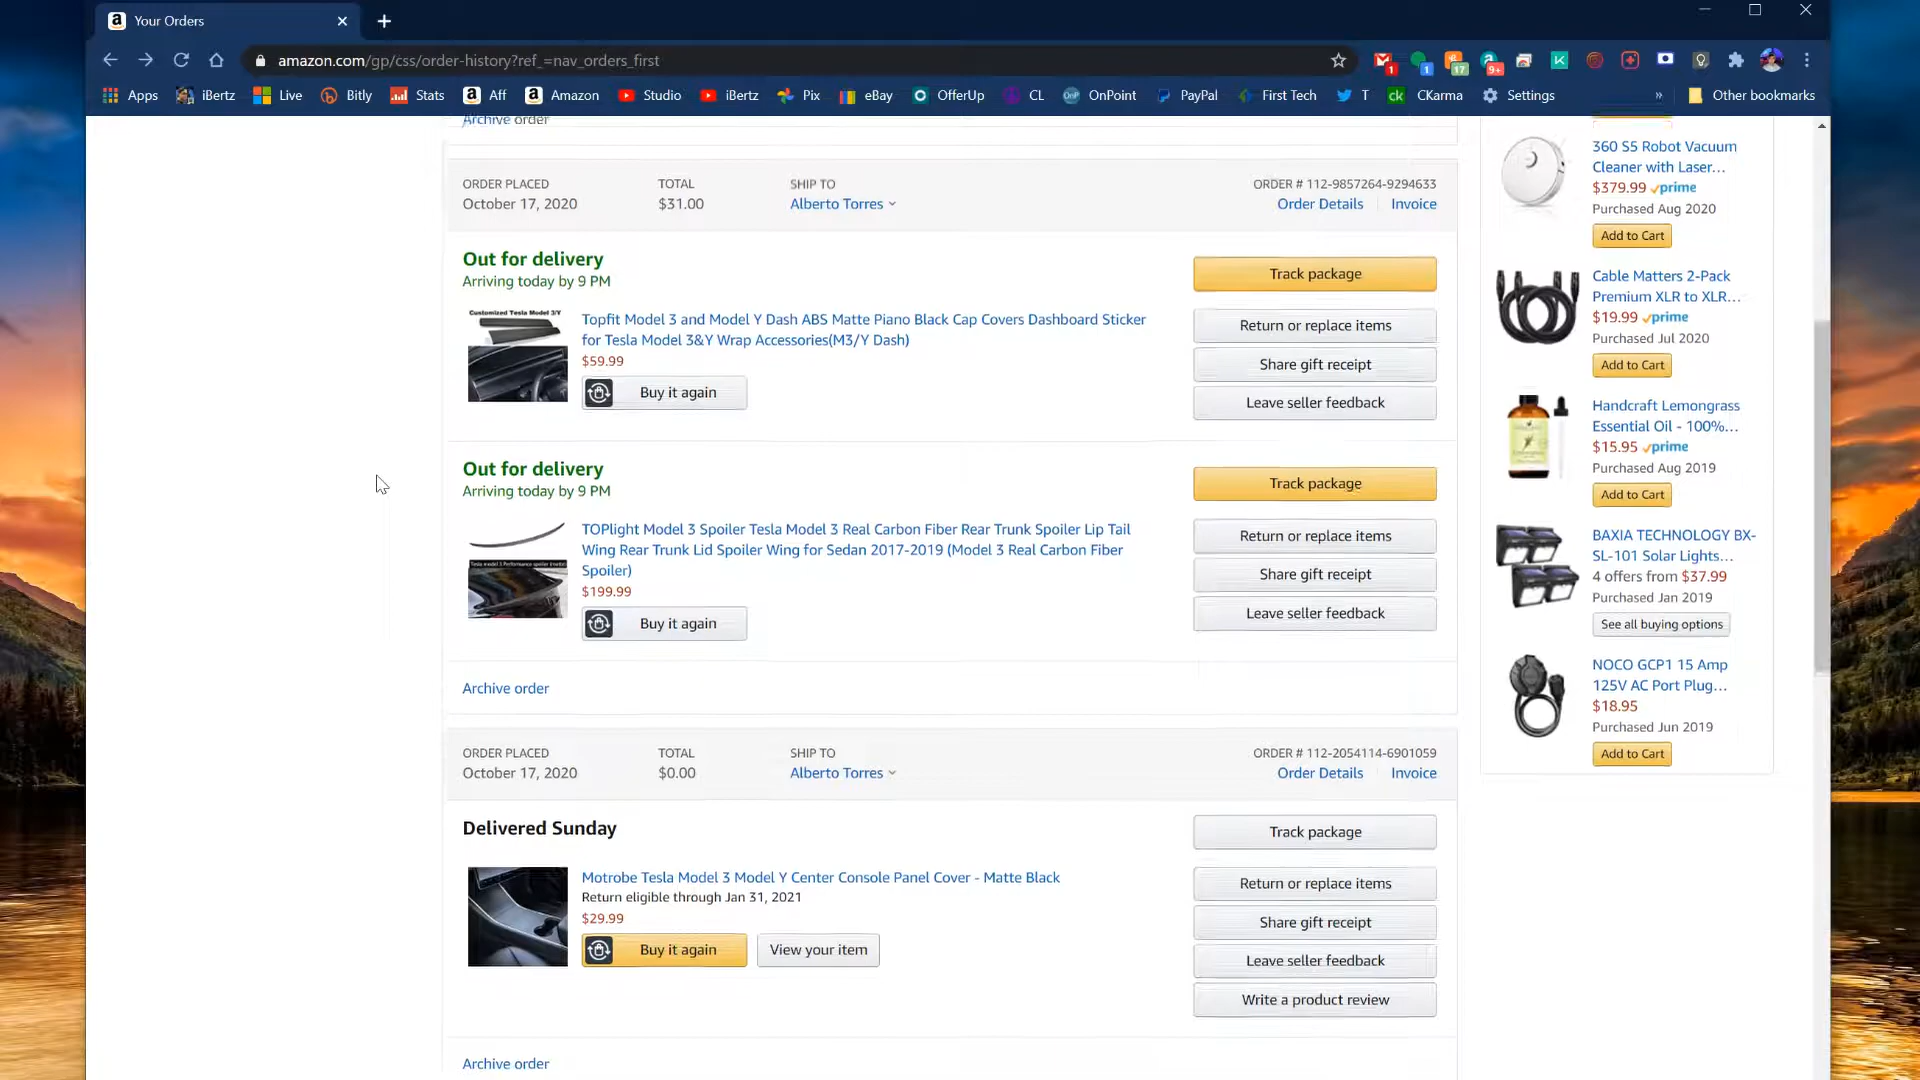 Your Orders
amazon.com/gp/css/order-history?ref_=nav_orders_first
1
1
17
9+
Apps
iBertz
Live
Bitly
Stats
Aff
Amazon
Studio
iBertz
Pix
eBay
OfferUp
CL
OnPoint
PayPal
First Tech
T
ck
CKarma
Settings
»
Other bookmarks
Archive order
ORDER PLACED
October 17, 2020
TOTAL
$31.00
SHIP TO
Alberto Torres
ORDER # 112-9857264-9294633
Order Details
Invoice
Out for delivery
Arriving today by 9 PM
Customized Tesla Model 3/Y
Topfit Model 3 and Model Y Dash ABS Matte Piano Black Cap Covers Dashboard Sticker
for Tesla Model 3&Y Wrap Accessories(M3/Y Dash)
$59.99
Buy it again
Track package
Return or replace items
Share gift receipt
Leave seller feedback
Out for delivery
Arriving today by 9 PM
TOPlight Model 3 Spoiler Tesla Model 3 Real Carbon Fiber Rear Trunk Spoiler Lip Tail
Wing Rear Trunk Lid Spoiler Wing for Sedan 2017-2019 (Model 3 Real Carbon Fiber
Spoiler)
$199.99
Buy it again
Track package
Return or replace items
Share gift receipt
Leave seller feedback
Archive order
ORDER PLACED
October 17, 2020
TOTAL
$0.00
SHIP TO
Alberto Torres
ORDER # 112-2054114-6901059
Order Details
Invoice
Delivered Sunday
Motrobe Tesla Model 3 Model Y Center Console Panel Cover - Matte Black
Return eligible through Jan 31, 2021
$29.99
Buy it again
View your item
Track package
Return or replace items
Share gift receipt
Leave seller feedback
Write a product review
Archive order
360 S5 Robot Vacuum
Cleaner with Laser...
$379.99 prime
Purchased Aug 2020
Add to Cart
Cable Matters 2-Pack
Premium XLR to XLR...
$19.99 prime
Purchased Jul 2020
Add to Cart
Handcraft Lemongrass
Essential Oil - 100%...
$15.95 prime
Purchased Aug 2019
Add to Cart
BAXIA TECHNOLOGY BX-
SL-101 Solar Lights...
4 offers from $37.99
Purchased Jan 2019
See all buying options
NOCO GCP1 15 Amp
125V AC Port Plug...
$18.95
Purchased Jun 2019
Add to Cart